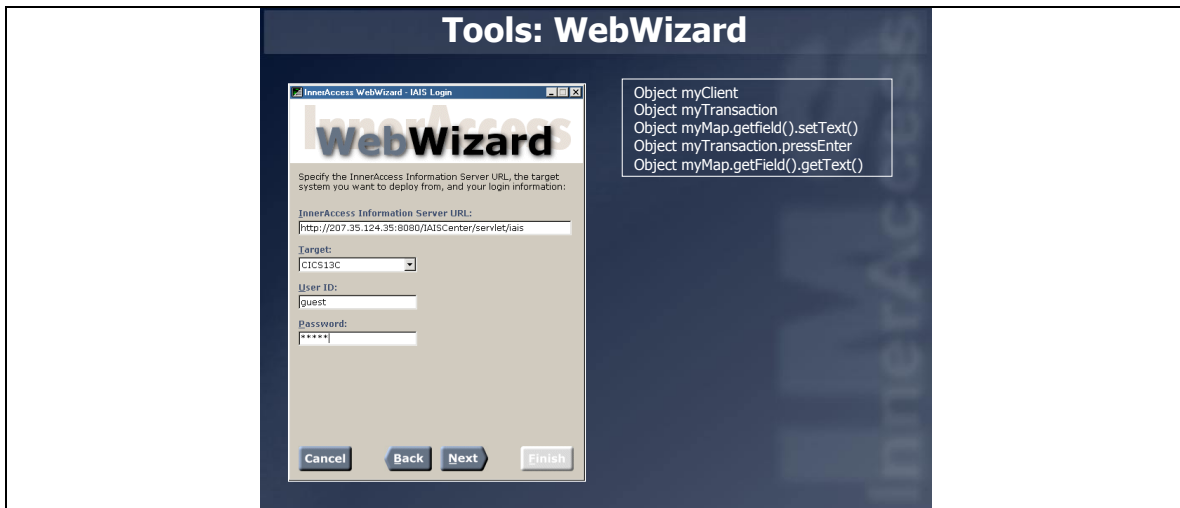 Tools: WebWizard
InnerAccess WebWizard - IAIS Login
InnerAccess
WebWizard
Specify the InnerAccess Information Server URL, the target
system you want to deploy from, and your login information:
InnerAccess Information Server URL:
http://207.35.124.35:8080/IAISCenter/servlet/iais
Target:
CICS13C
User ID:
guest
Password:
*****
Cancel
Back
Next
Finish
Object myClient
Object myTransaction
Object myMap.getfield().setText()
Object myTransaction.pressEnter
Object myMap.getField().getText()
InnerAccess